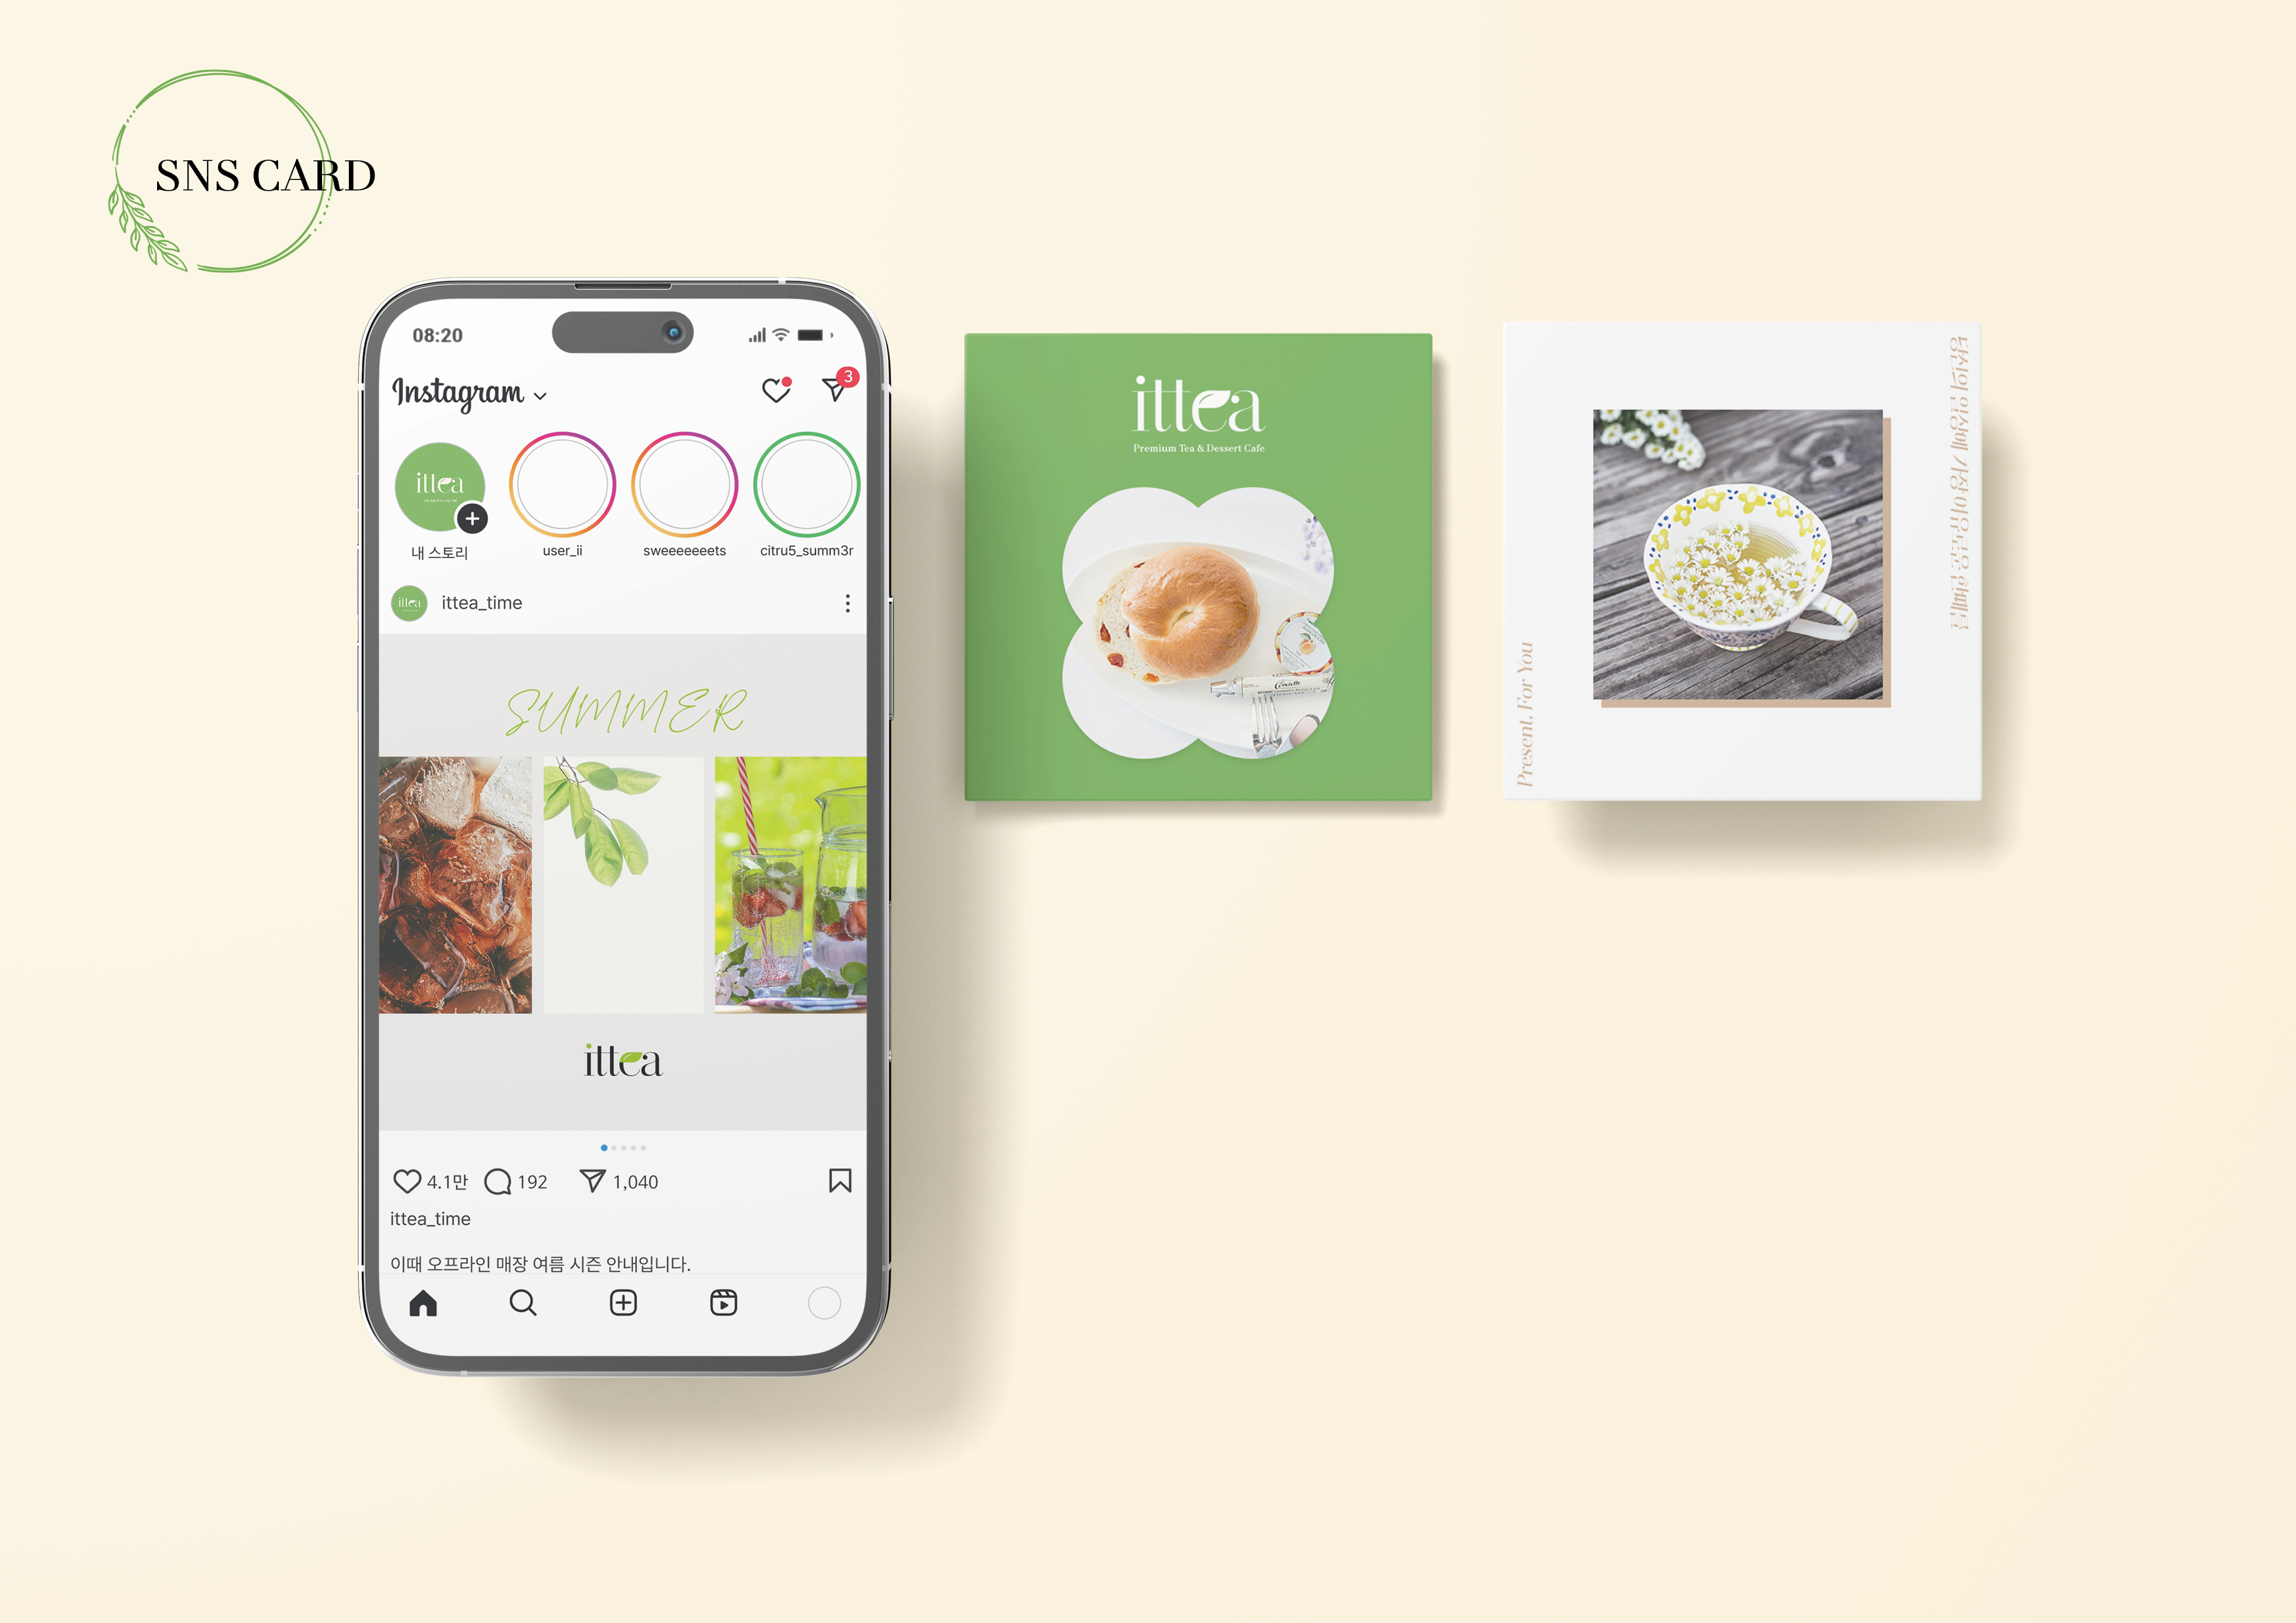 SNS CARD
08:20
Instagram
3
ittea
내 스토리
user_ii
sweeeeeeets
citru5_summ3r
ittea
ittea_time
SUMMER
ittea
4.1만
192
1,040
ittea_time
이때 오프라인 매장 여름 시즌 안내입니다.
ittea
Premium Tea & Dessert Cafe
Present, For You